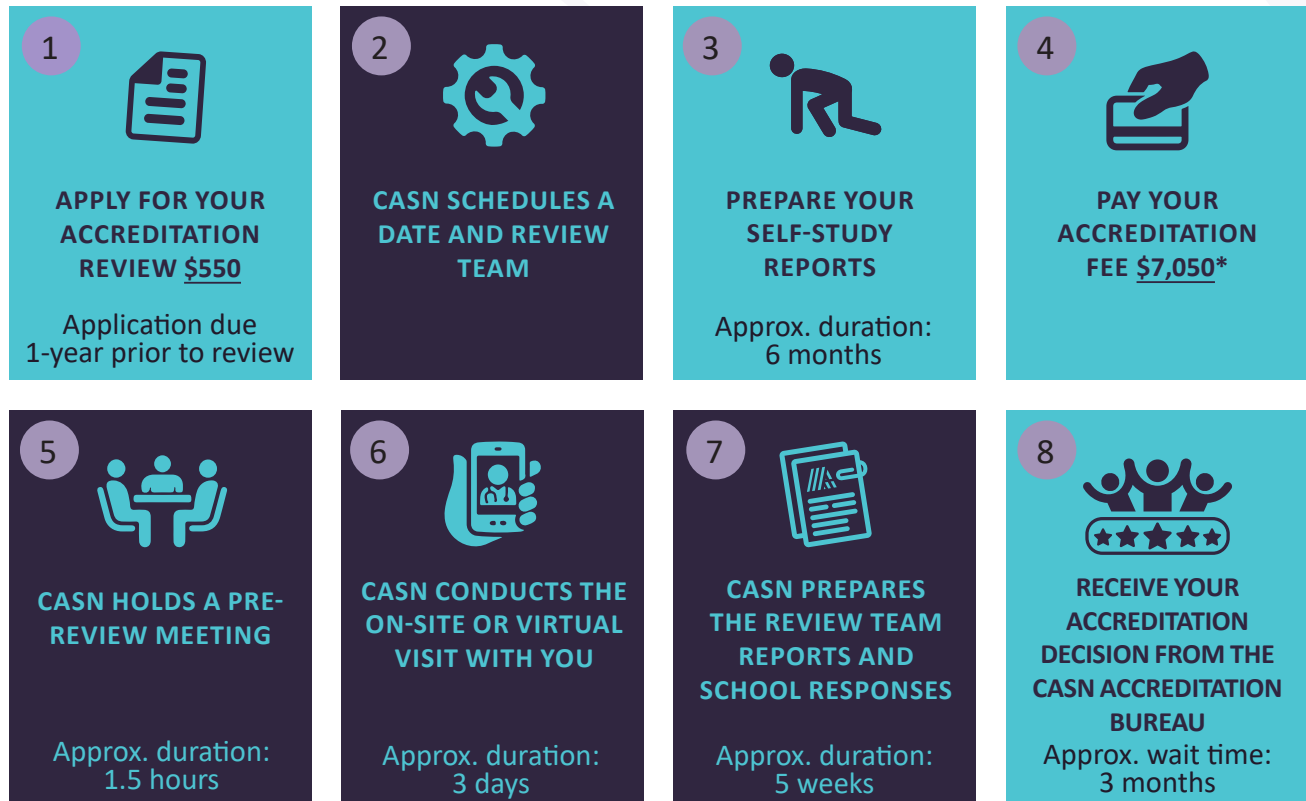 1
APPLY FOR YOUR
ACCREDITATION
REVIEW $550
Application due
1-year prior to review
2
CASN SCHEDULES A
DATE AND REVIEW
TEAM
3
PREPARE YOUR
SELF-STUDY
REPORTS
Approx. duration:
6 months
4
PAY YOUR
ACCREDITATION
FEE $7,050*
5
CASN HOLDS A PRE-
REVIEW MEETING
Approx. duration:
1.5 hours
6
CASN CONDUCTS THE
ON-SITE OR VIRTUAL
VISIT WITH YOU
Approx. duration:
3 days
7
CASN PREPARES
THE REVIEW TEAM
REPORTS AND
SCHOOL RESPONSES
Approx. duration:
5 weeks
8
RECEIVE YOUR
ACCREDITATION
DECISION FROM THE
CASN ACCREDITATION
BUREAU
Approx. wait time:
3 months